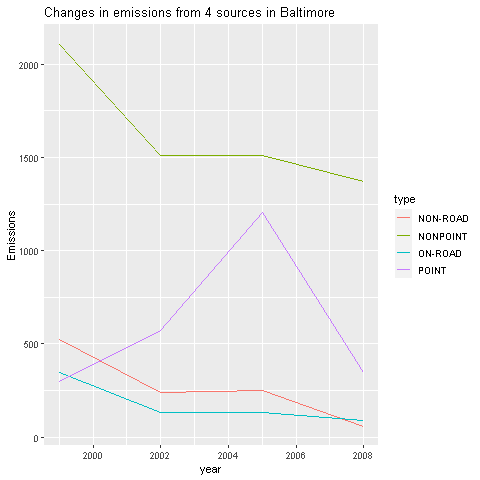 Changes in emissions from 4 sources in Baltimore
2000
1500
1000
500
0
Emissions
2000
2002
2004
2006
2008
year
type
NON-ROAD
NONPOINT
ON-ROAD
POINT